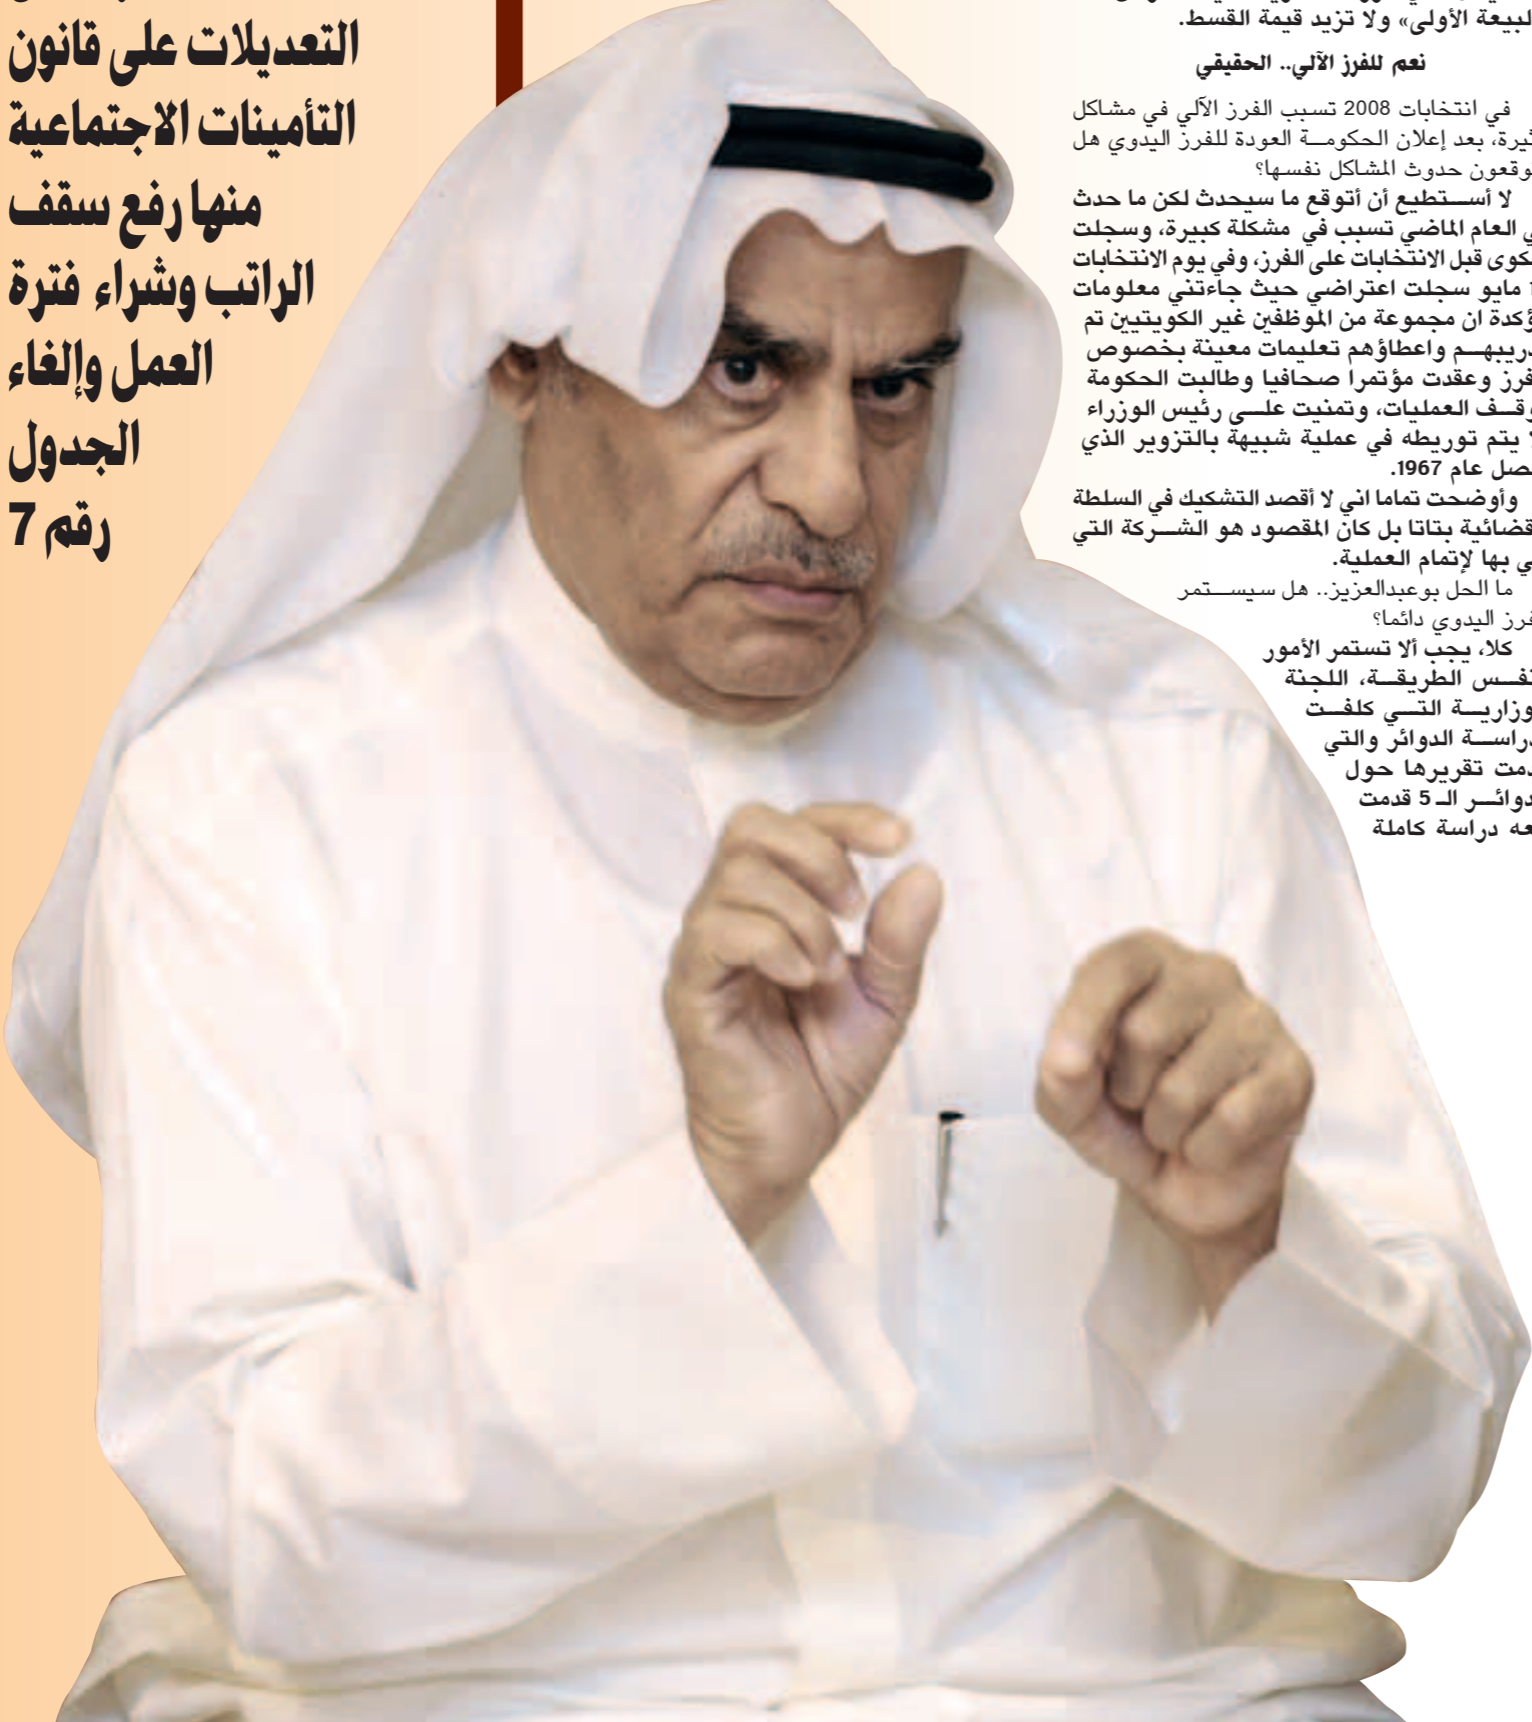 التعديلات على قانون
التأمينات الاجتماعية
منها رفع سقف
الراتب وشراء فترة
العمل وإلغاء
الجدول
رقم 7
لبيعة الأولى» ولا تزيد قيمة القسط.
نعم للفرز الآلي.. الحقيقي
في انتخابات 2008 تسبب الفرز الآلي في مشاكل
ثيرة، بعد إعلان الحكومة العودة للفرز اليدوي هل
وقعون حدوث المشاكل نفسها؟
لا أستطيع أن أتوقع ما سيحدث لكن ما حدث
ي العام الماضي تسبب في مشكلة كبيرة، وسجلت
كوى قبل الانتخابات على الفرز، وفي يوم الانتخابات
مايو سجلت اعتراضي حيث جاءتني معلومات
ؤكدة ان مجموعة من الموظفين غير الكويتيين تم
دريبهم واعطاؤهم تعليمات معينة بخصوص
فرز وعقدت مؤتمرا صحافيا وطالبت الحكومة
وقف العمليات، وتمنيت على رئيس الوزراء
يتم توريطه في عملية شبيهة بالتزوير الذي
صل عام 1967.
وأوضحت تماما اني لا أقصد التشكيك في السلطة
قضائية بتاتا بل كان المقصود هو الشركة التي
ي بها لإتمام العملية.
ما الحل بوعبدالعزيز.. هل سيستمر
فرز اليدوي دائما؟
كلا، يجب ألا تستمر الأمور
نفس الطريقة، اللجنة
وزارية التي كلفت
دراسة الدوائر والتي
دمت تقريرها حول
دوائر الـ 5 قدمت
عه دراسة كاملة